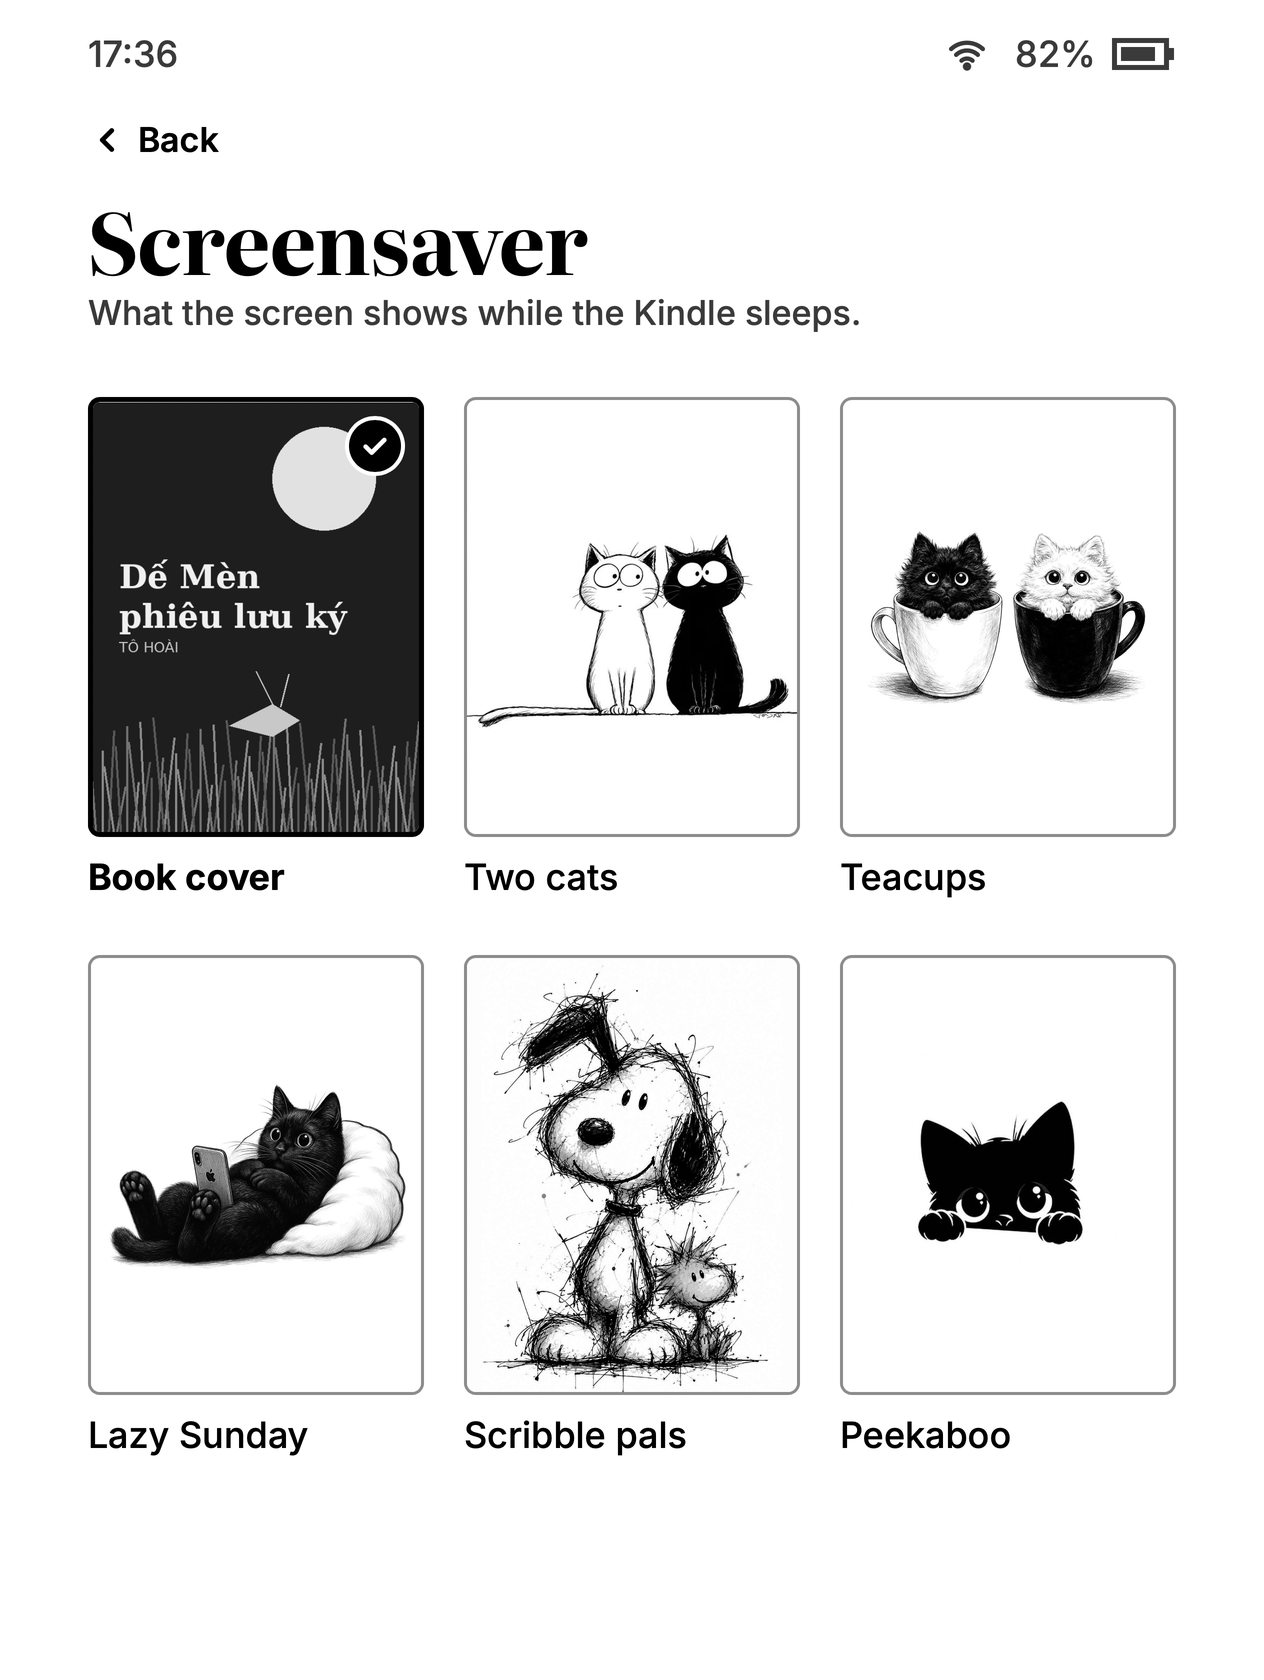 17:36
82%
Back
Screensaver
What the screen shows while the Kindle sleeps.
Dế Mèn
phiêu lưu ký
TÔ HOÀI
Book cover
Two cats
Teacups
Lazy Sunday
Scribble pals
Peekaboo